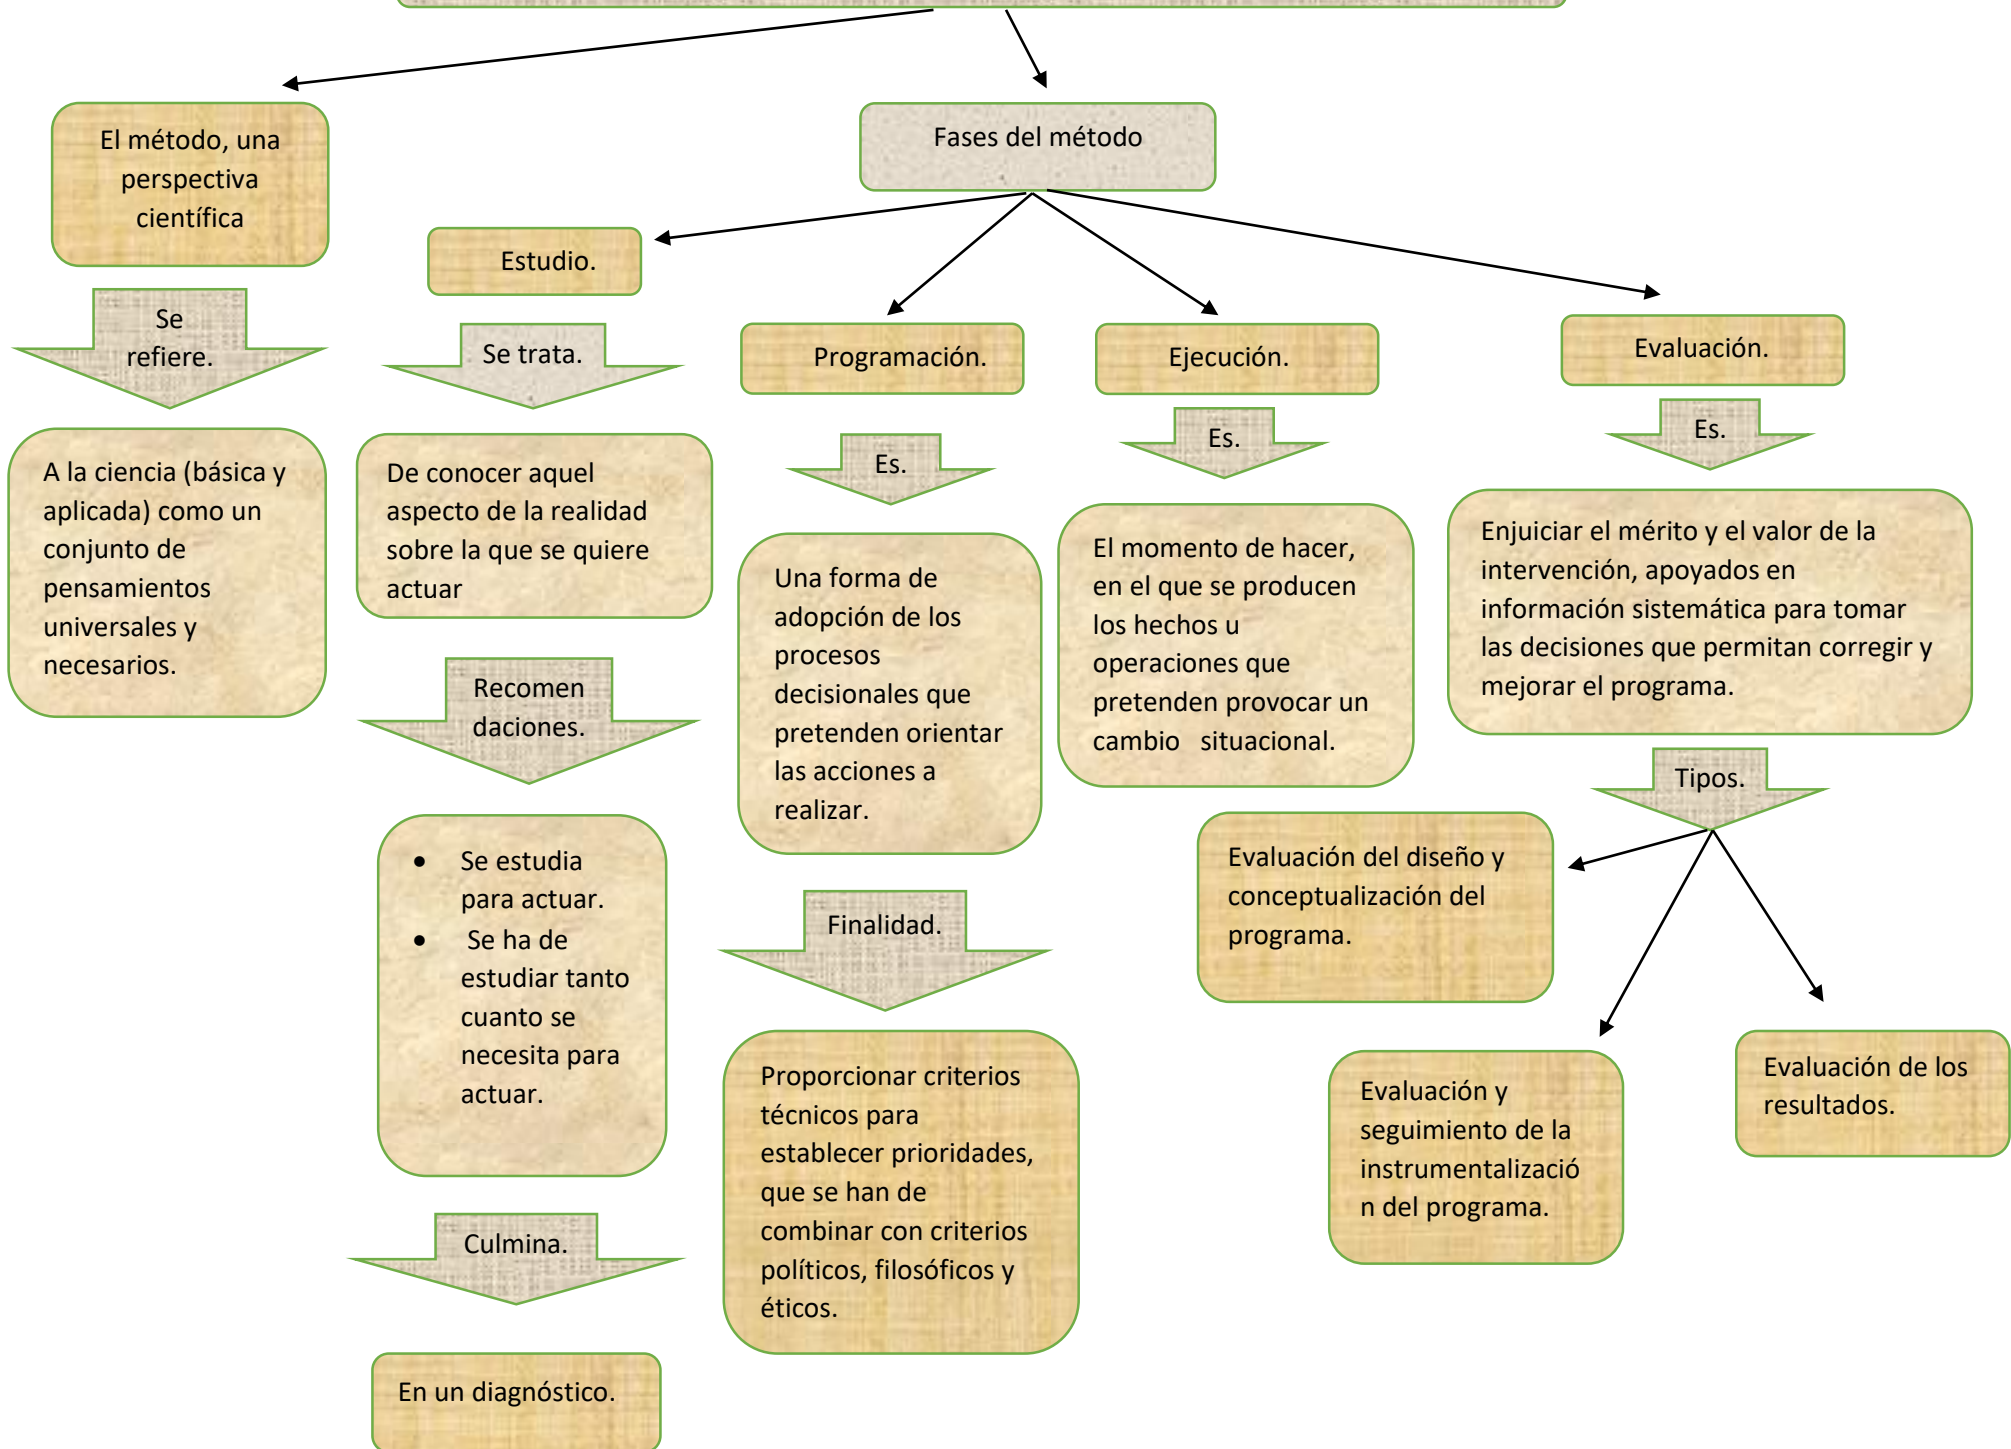 El método, una
perspectiva
científica
Se
refiere.
A la ciencia (básica y
aplicada) como un
conjunto de
pensamientos
universales y
necesarios.
Fases del método
Estudio.
Se trata.
De conocer aquel
aspecto de la realidad
sobre la que se quiere
actuar
Recomen
daciones.
• Se estudia
para actuar.
• Se ha de
estudiar tanto
cuanto se
necesita para
actuar.
Culmina.
En un diagnóstico.
Programación.
Es.
Una forma de
adopción de los
procesos
decisionales que
pretenden orientar
las acciones a
realizar.
Finalidad.
Proporcionar criterios
técnicos para
establecer prioridades,
que se han de
combinar con criterios
políticos, filosóficos y
éticos.
Ejecución.
Es.
El momento de hacer,
en el que se producen
los hechos u
operaciones que
pretenden provocar un
cambio situacional.
Evaluación.
Es.
Enjuiciar el mérito y el valor de la
intervención, apoyados en
información sistemática para tomar
las decisiones que permitan corregir y
mejorar el programa.
Tipos.
Evaluación del diseño y
conceptualización del
programa.
Evaluación y
seguimiento de la
instrumentalizació
n del programa.
Evaluación de los
resultados.